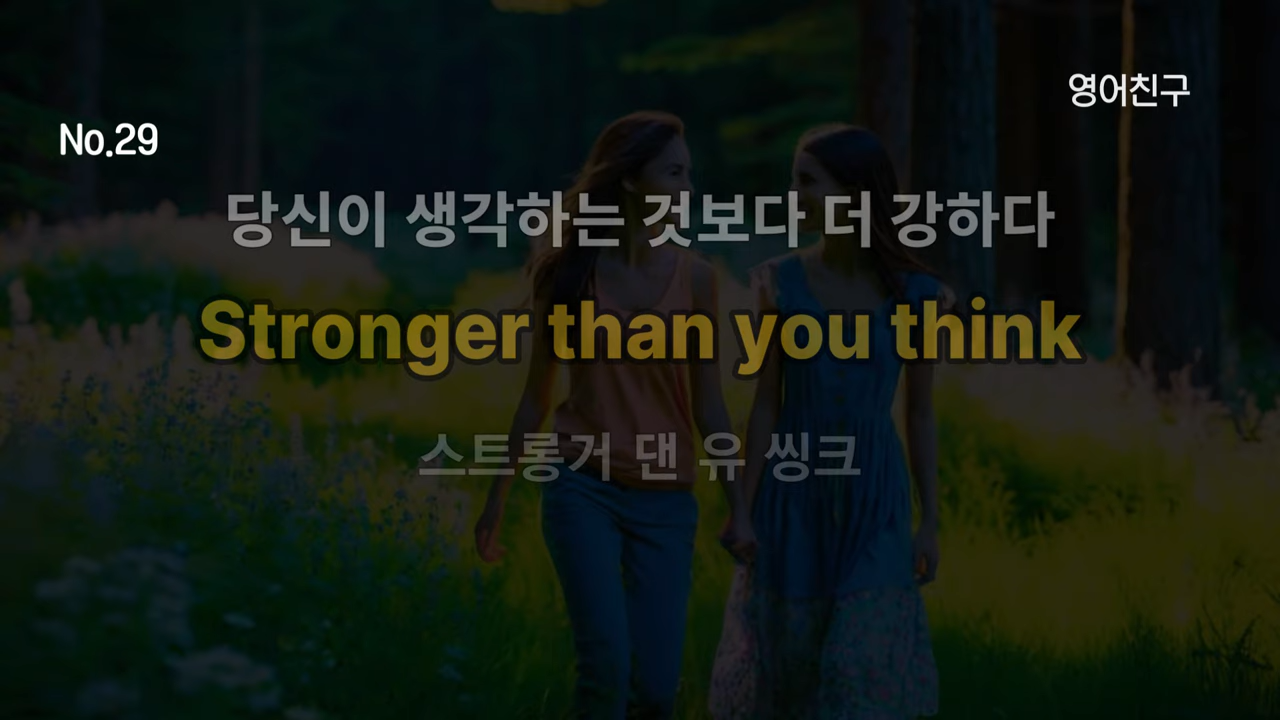 영어친구
No.29
당신이 생각하는 것보다 더 강하다
Stronger than you think
스트롱거 댄 유 씽크